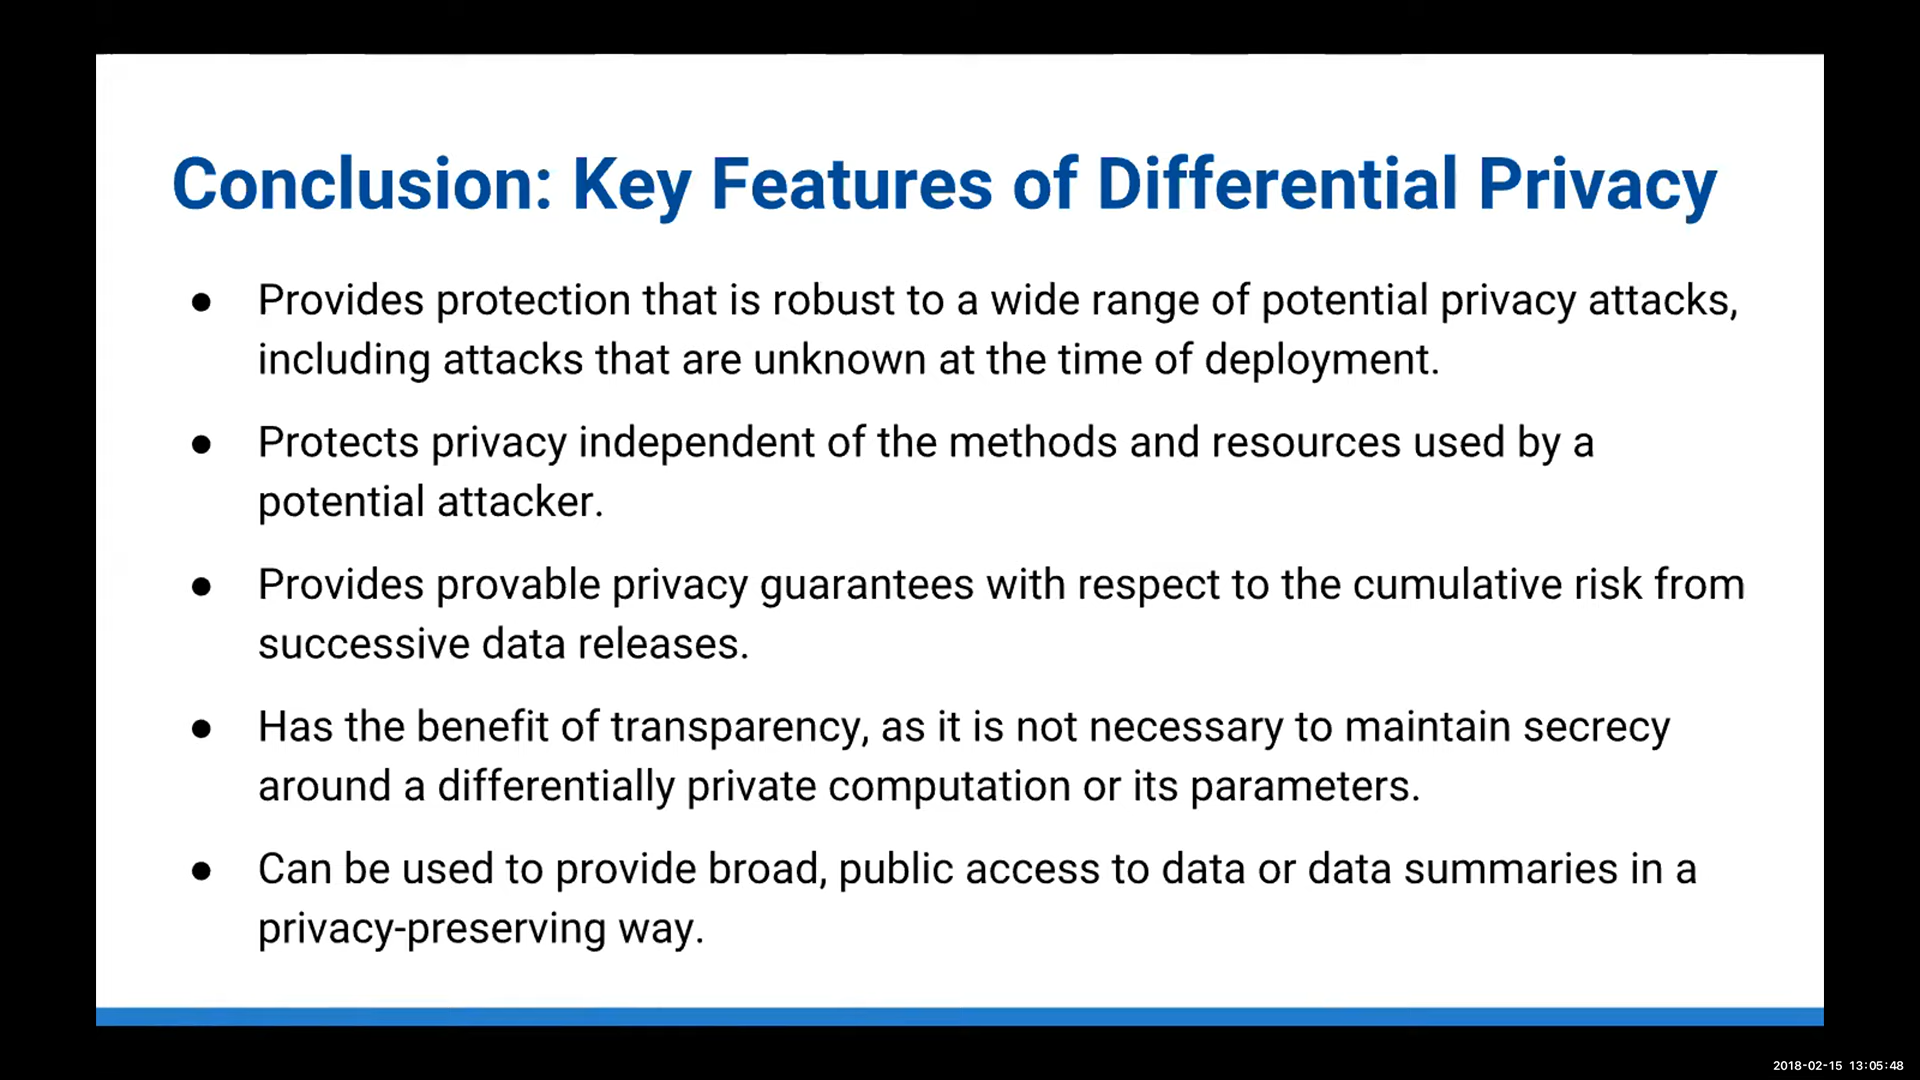 Conclusion: Key Features of Differential Privacy
● Provides protection that is robust to a wide range of potential privacy attacks,
including attacks that are unknown at the time of deployment.
● Protects privacy independent of the methods and resources used by a
potential attacker.
● Provides provable privacy guarantees with respect to the cumulative risk from
successive data releases.
● Has the benefit of transparency, as it is not necessary to maintain secrecy
around a differentially private computation or its parameters.
● Can be used to provide broad, public access to data or data summaries in a
privacy-preserving way.
2018-02-15 13:05:48